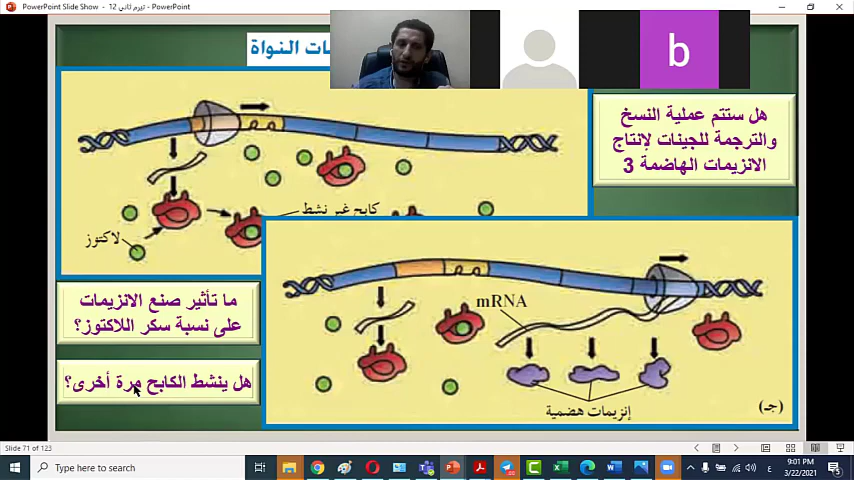 PowerPoint Slide Show - 12 تيرم ثاني - PowerPoint
ات النواة
b
هل ستتم عملية النسخ
والترجمة للجينات لإنتاج
الانزيمات الهاضمة 3
كابح غير نشط
لاكتوز
ما تأثير صنع الانزيمات
على نسبة سكر اللاكتوز؟
هل ينشط الكابح مرة أخرى؟
mRNA
إنزيمات هضمية
(جـ)
Slide 71 of 123
Type here to search
ع
9:01 PM
3/22/2021